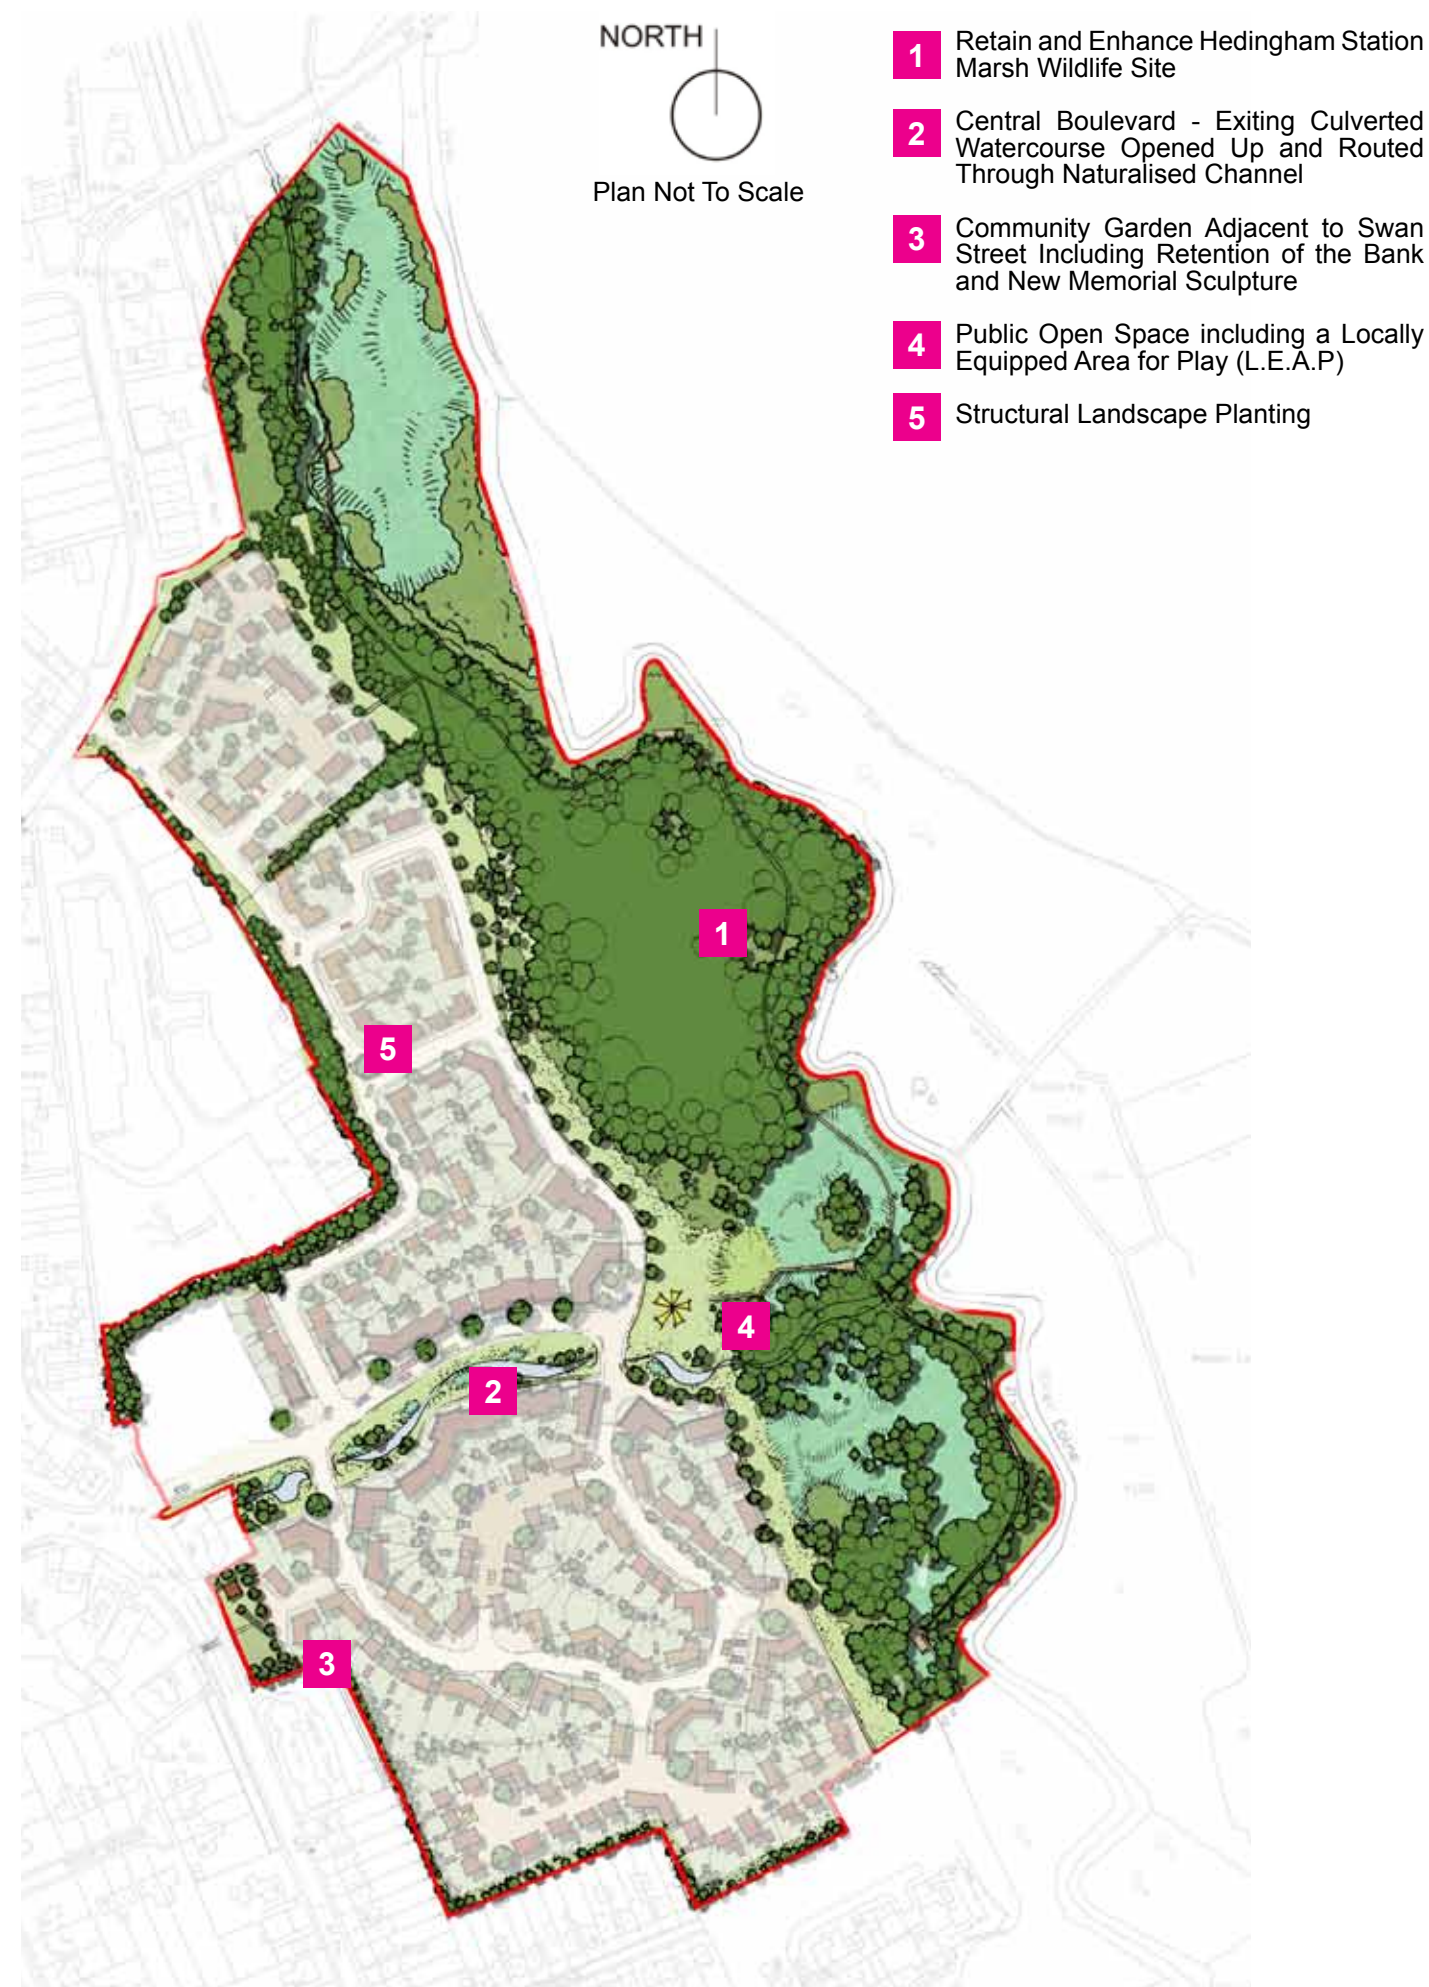 NORTH
Plan Not To Scale
1 Retain and Enhance Hedingham Station
Marsh Wildlife Site
2 Central Boulevard - Exiting Culverted
Watercourse Opened Up and Routed
Through Naturalised Channel
3 Community Garden Adjacent to Swan
Street Including Retention of the Bank
and New Memorial Sculpture
4 Public Open Space including a Locally
Equipped Area for Play (L.E.A.P)
5 Structural Landscape Planting
1
5
4
2
3